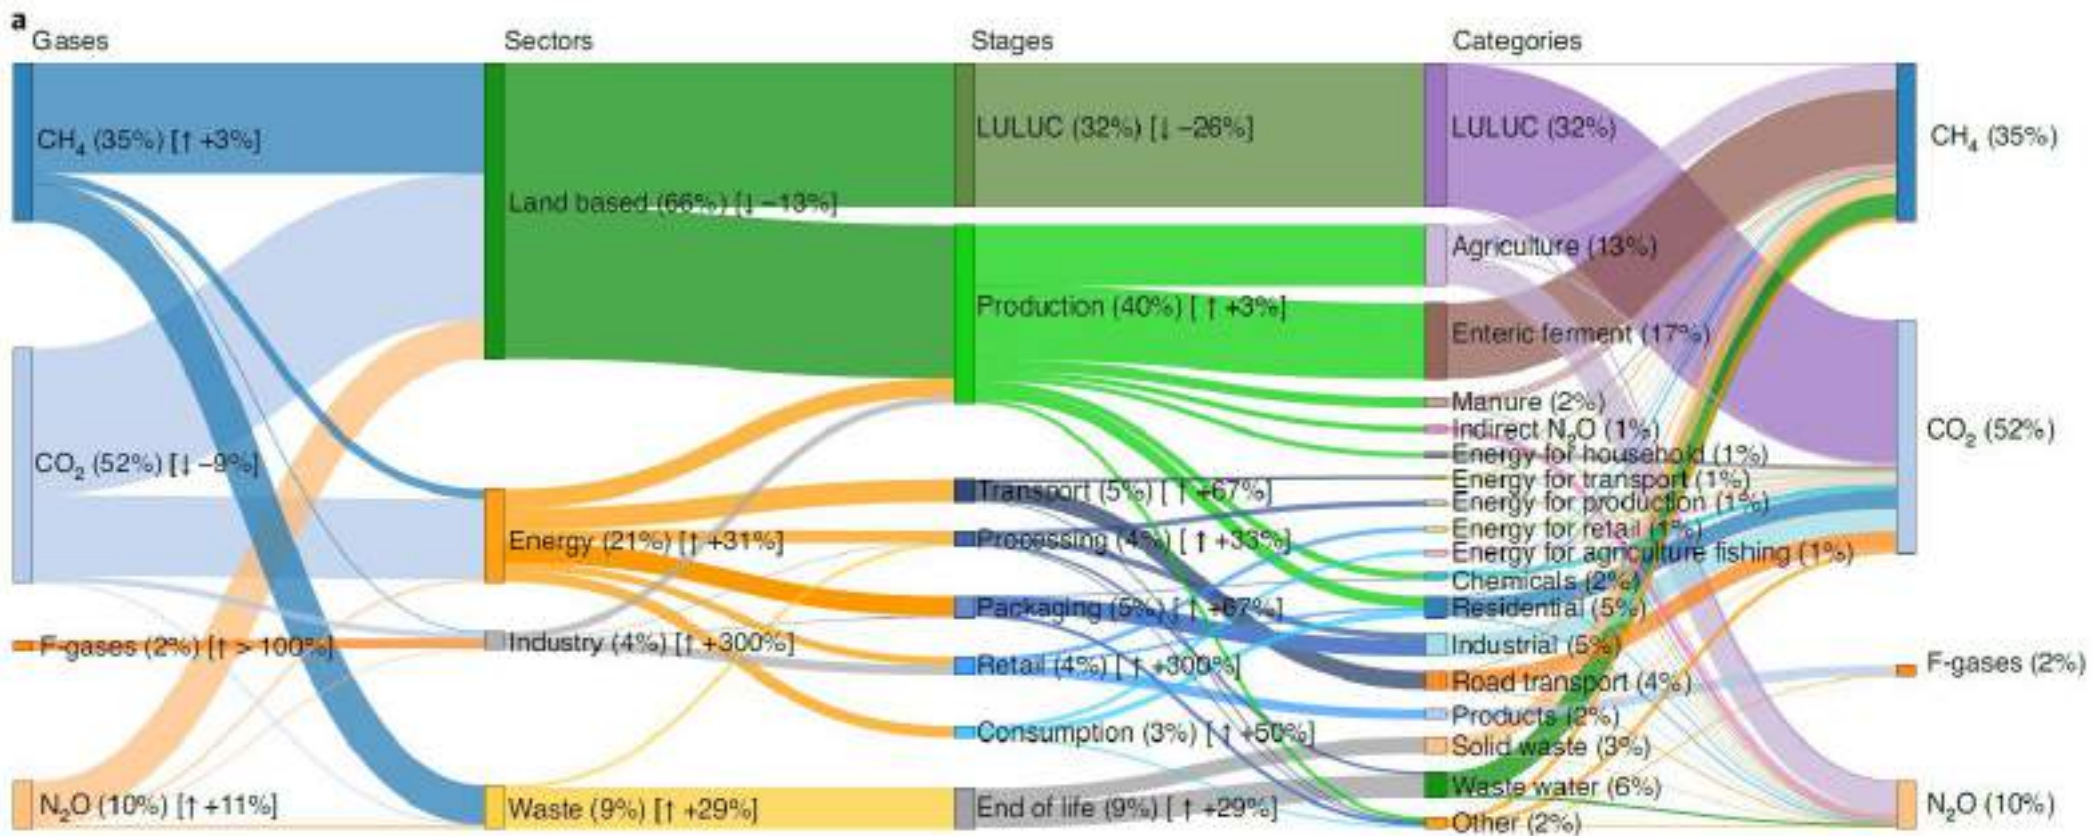 a
Gases
Sectors
Stages
Categories
CH₄ (35%) [↑ +3%]
CO₂ (52%) [↓ −9%]
F-gases (2%) [↑ > 100%]
N₂O (10%) [↑ +11%]
Land based (66%) [↓ −13%]
Energy (21%) [↑ +31%]
Industry (4%) [↑ +300%]
Waste (9%) [↑ +29%]
LULUC (32%) [↓ −26%]
Production (40%) [ ↑ +3%]
Transport (5%) [ ↑ +67%]
Processing (4%) [ ↑ +33%]
Packaging (5%) [ ↑ +67%]
Retail (4%) [ ↑ +300%]
Consumption (3%) [ ↑ +50%]
End of life (9%) [ ↑ +29%]
LULUC (32%)
Agriculture (13%)
Enteric ferment (17%)
Manure (2%)
Indirect N₂O (1%)
Energy for household (1%)
Energy for transport (1%)
Energy for production (1%)
Energy for retail (1%)
Energy for agriculture fishing (1%)
Chemicals (2%)
Residential (5%)
Industrial (5%)
Road transport (4%)
Products (2%)
Solid waste (3%)
Waste water (6%)
Other (2%)
CH₄ (35%)
CO₂ (52%)
F-gases (2%)
N₂O (10%)